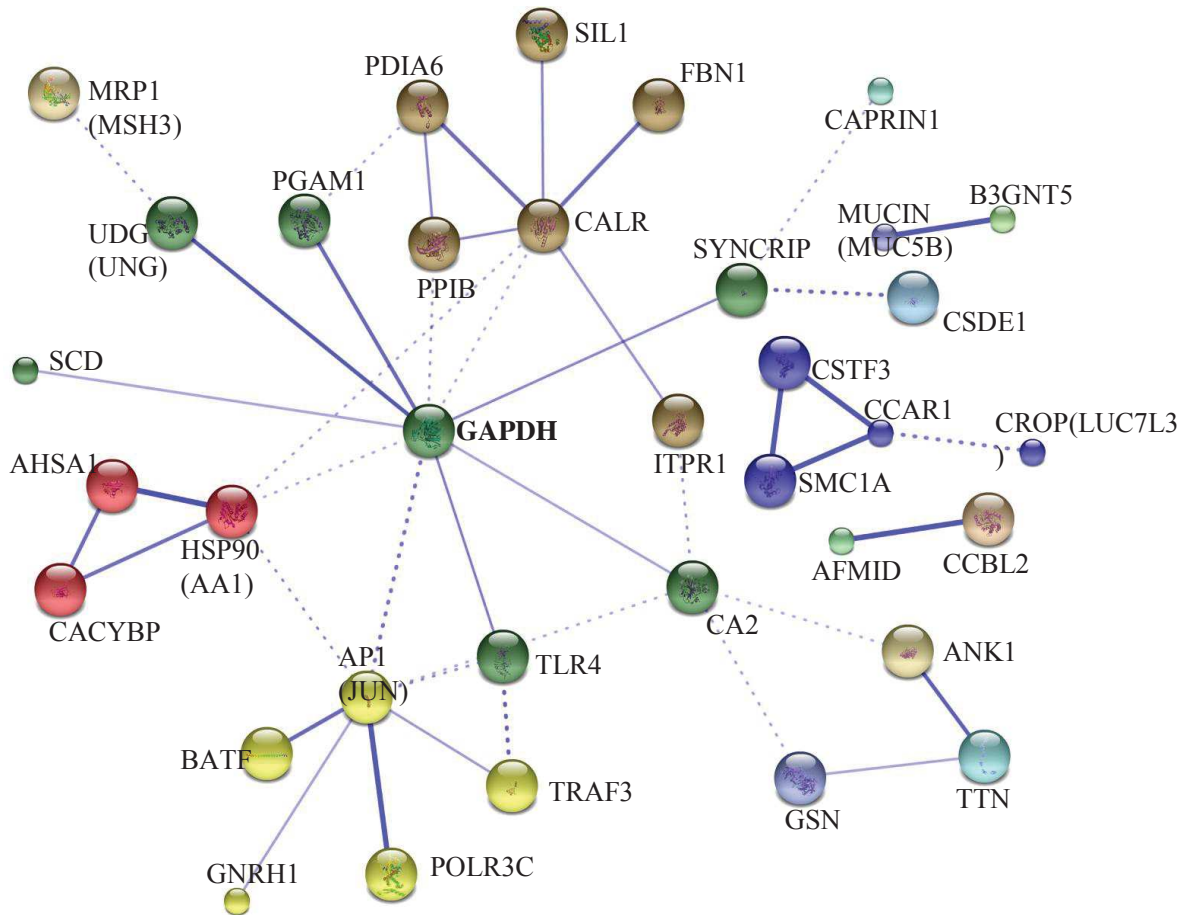 SIL1
PDIA6
FBN1
MRP1
(MSH3)
CAPRIN1
PGAM1
B3GNT5
MUCIN
(MUC5B)
UDG
(UNG)
CALR
SYNCRIP
PPIB
CSDE1
SCD
CSTF3
CCAR1
GAPDH
CROP(LUC7L3
)
AHSA1
ITPR1
SMC1A
HSP90
(AA1)
AFMID
CCBL2
CACYBP
CA2
AP1
(JUN)
TLR4
ANK1
BATF
TRAF3
GSN
TTN
GNRH1
POLR3C